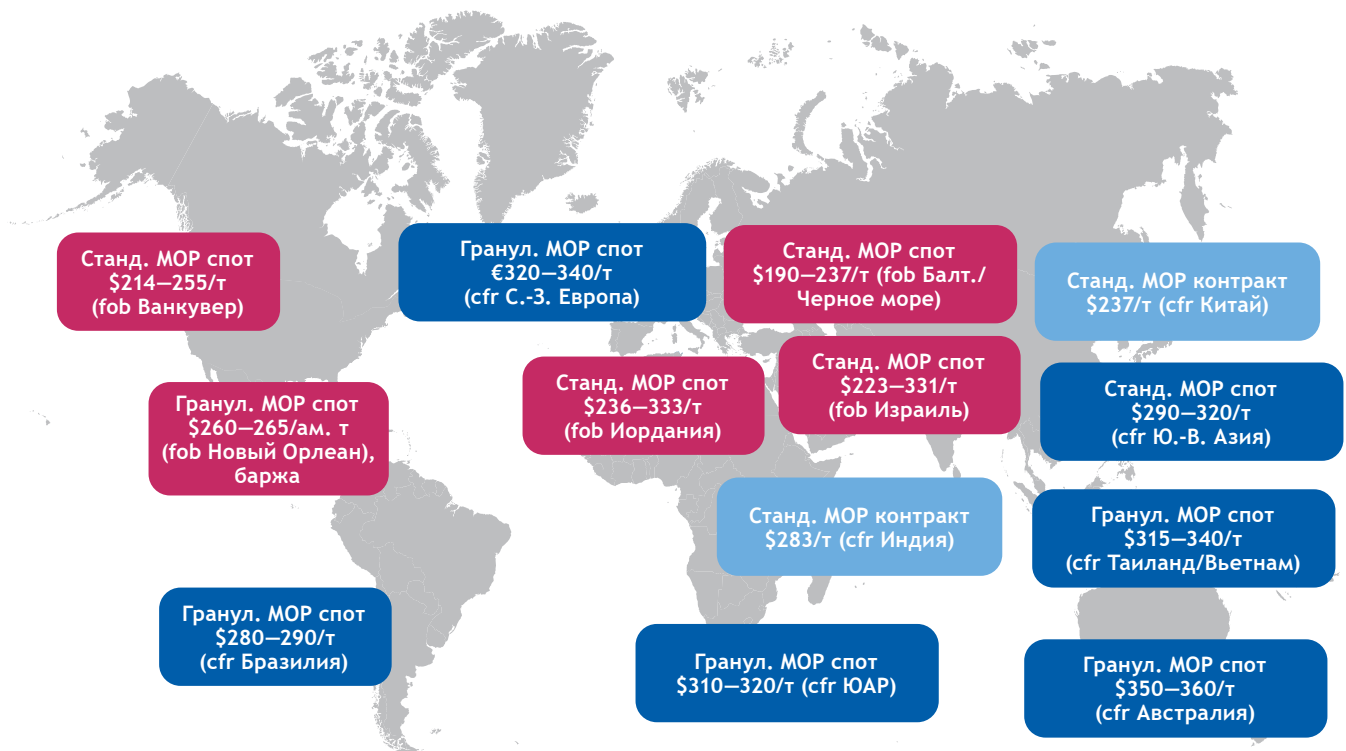 Станд. МОР спот
$214—255/т
(fob Ванкувер)
Гранул. МОР спот
€320—340/т
(cfr С.-З. Европа)
Станд. МОР спот
$190—237/т (fob Балт./
Черное море)
Станд. МОР контракт
$237/т (cfr Китай)
Станд. МОР спот
$236—333/т
(fob Иордания)
Станд. МОР спот
$223—331/т
(fob Израиль)
Станд. МОР спот
$290—320/т
(cfr Ю.-В. Азия)
Гранул. МОР спот
$260—265/ам. т
(fob Новый Орлеан),
баржа
Станд. МОР контракт
$283/т (cfr Индия)
Гранул. МОР спот
$315—340/т
(cfr Таиланд/Вьетнам)
Гранул. МОР спот
$280—290/т
(cfr Бразилия)
Гранул. МОР спот
$310—320/т (cfr ЮАР)
Гранул. МОР спот
$350—360/т
(cfr Австралия)